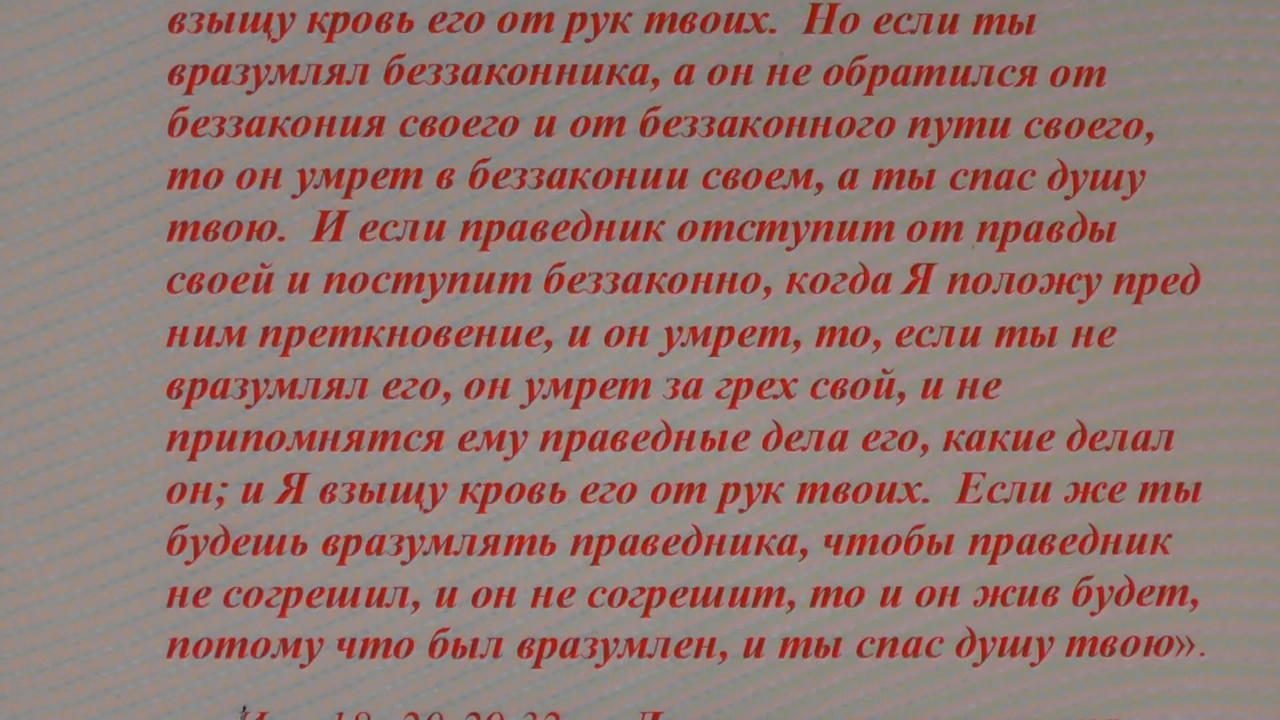 взыщу кровь его от рук твоих. Но если ты
вразумлял беззаконника, а он не обратился от
беззакония своего и от беззаконного пути своего,
то он умрет в беззаконии своем, а ты спас душу
твою. И если праведник отступит от правды
своей и поступит беззаконно, когда Я положу пред
ним преткновение, и он умрет, то, если ты не
вразумлял его, он умрет за грех свой, и не
припомнятся ему праведные дела его, какие делал
он; и Я взыщу кровь его от рук твоих. Если же ты
будешь вразумлять праведника, чтобы праведник
не согрешил, и он не согрешит, то и он жив будет,
потому что был вразумлен, и ты спас душу твою».